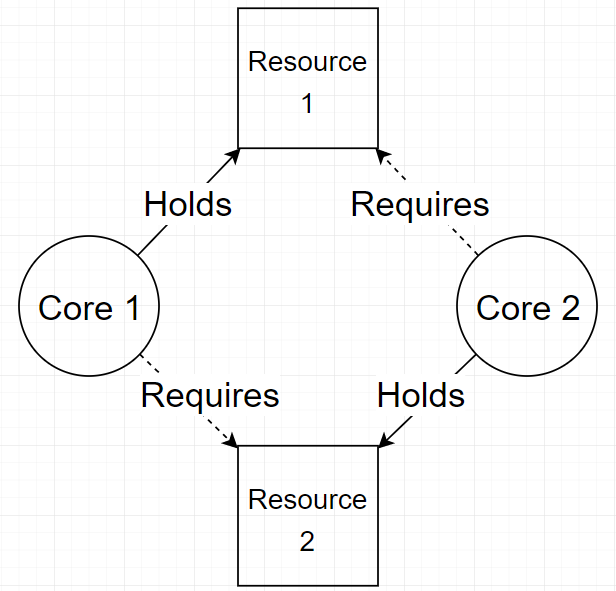 Resource
1
Holds
Requires
Core 1
Core 2
Requires
Holds
Resource
2